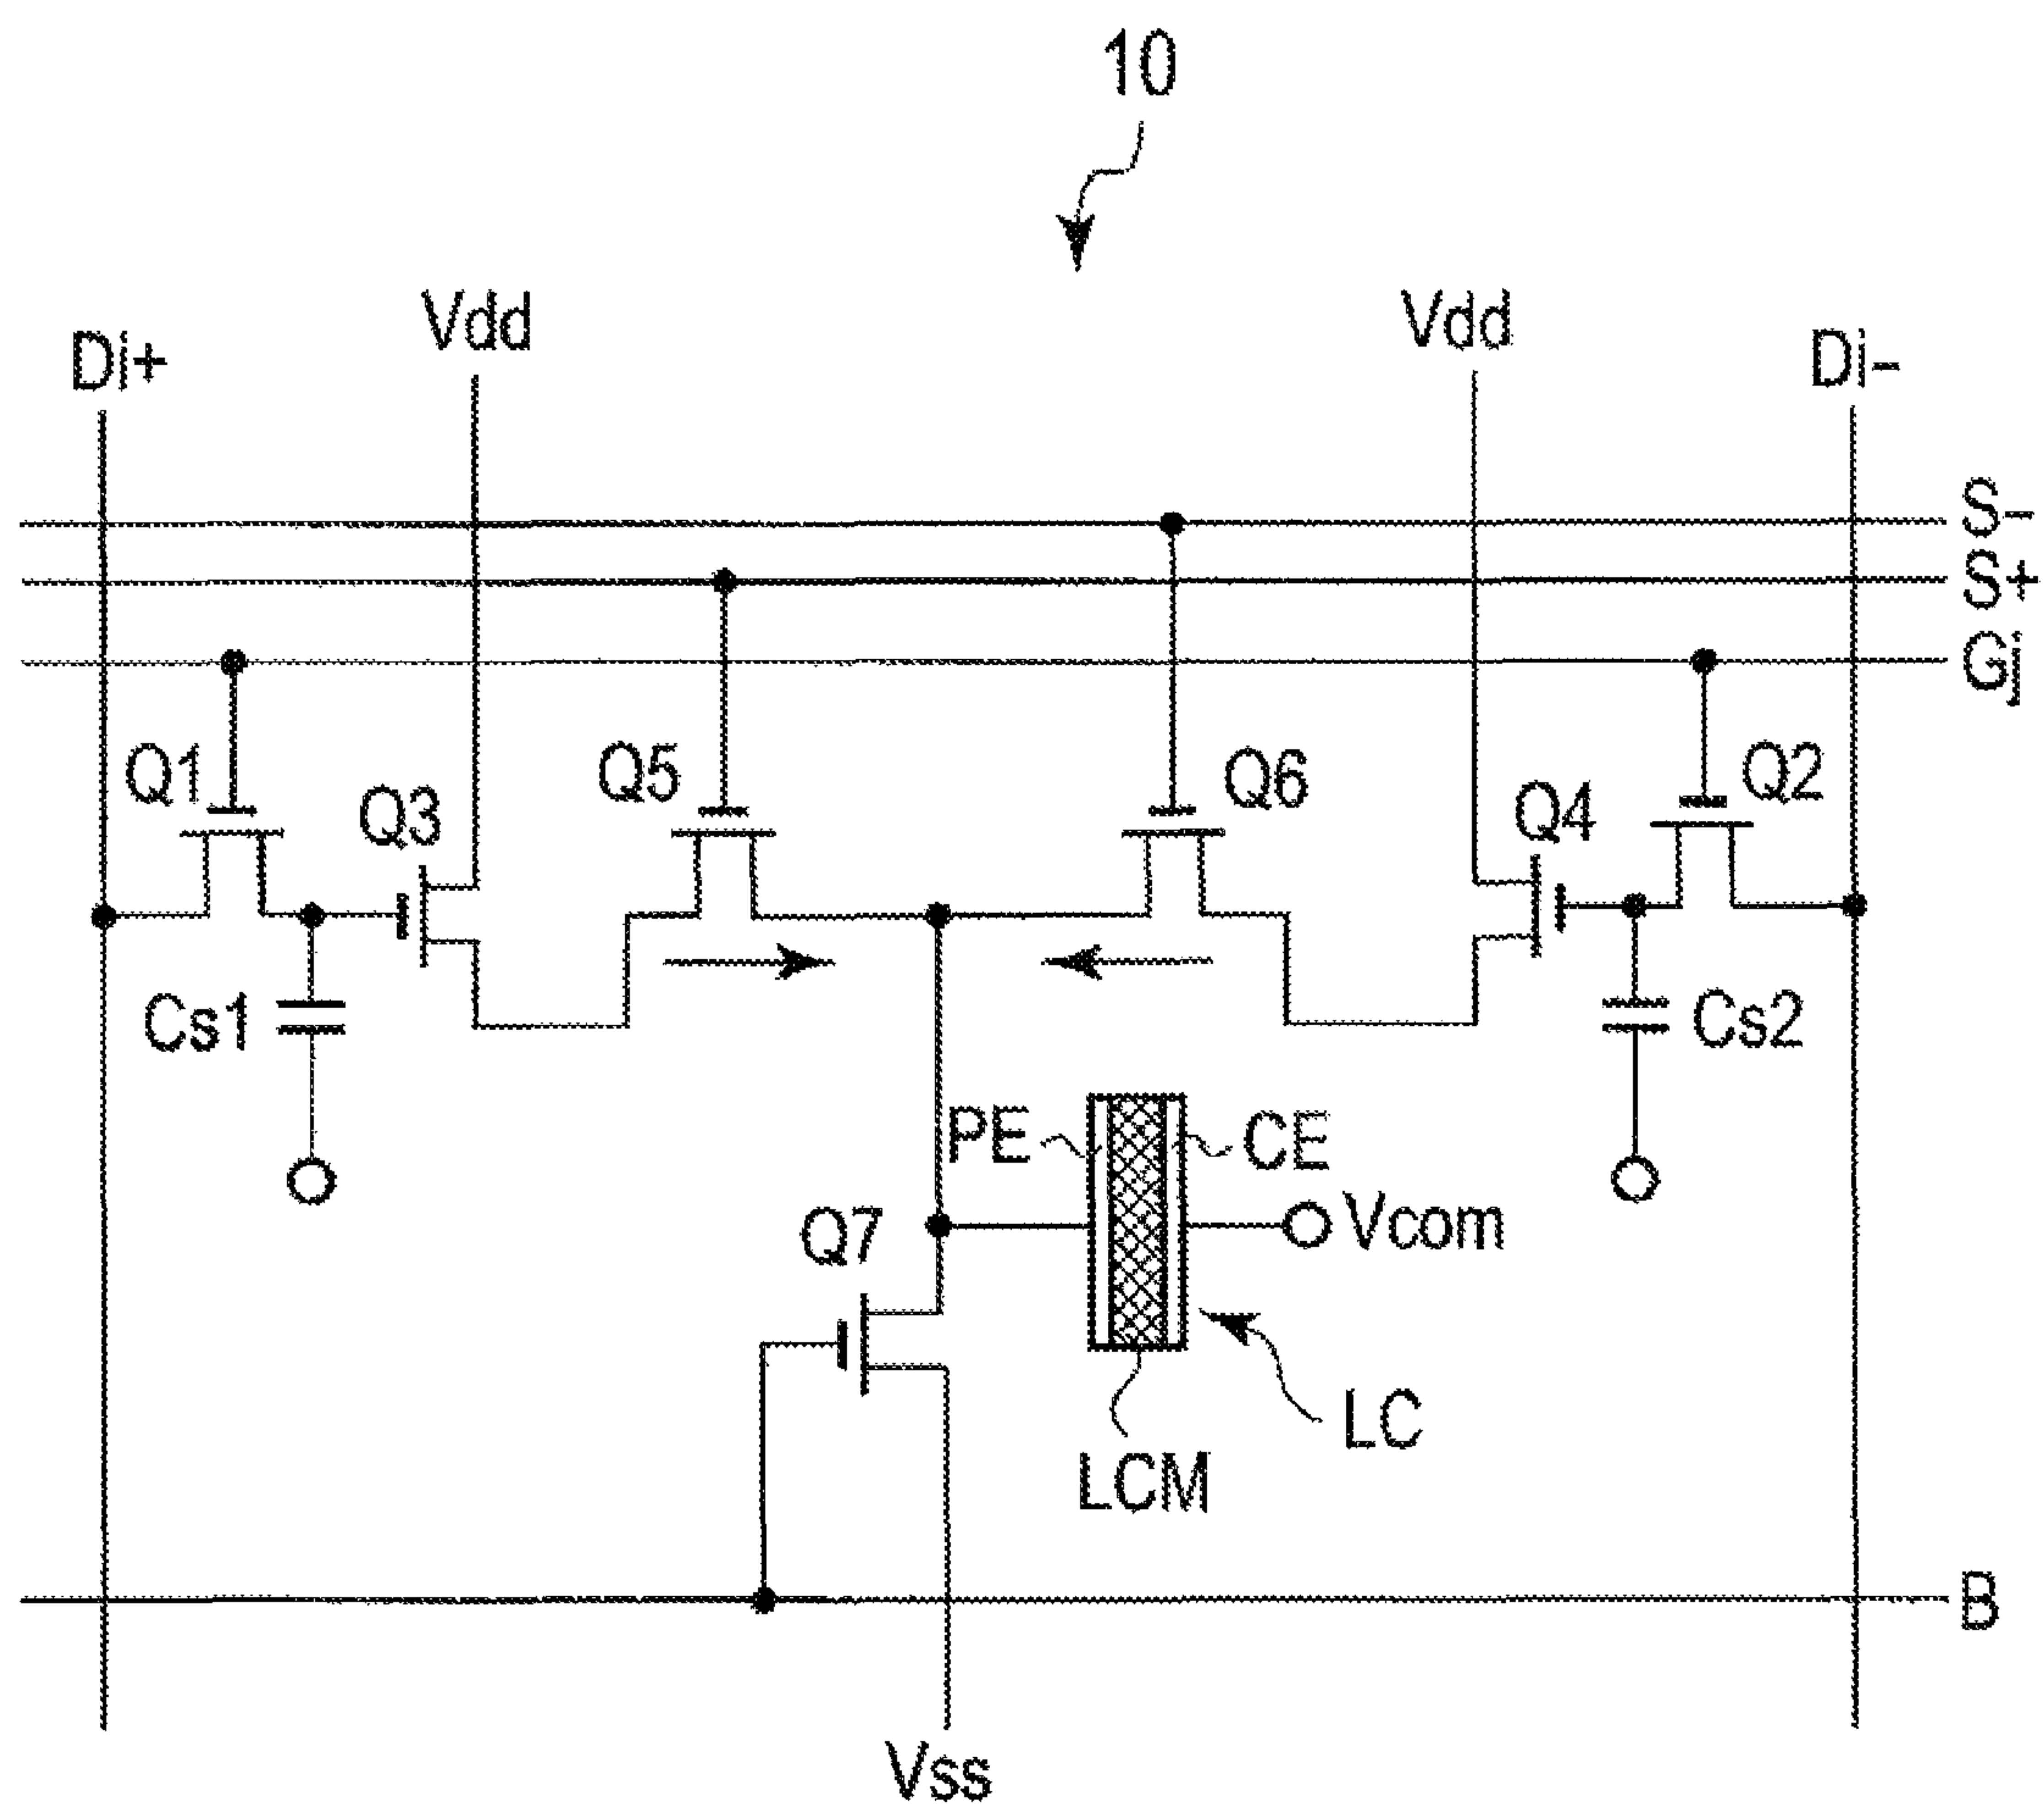 10
Di+
Vdd
Vdd
Di-
S-
S+
Gj
Q1
Q3
Q5
Q6
Q4
Q2
Cs1
Cs2
PE
CE
Q7
Vcom
LC
LCM
B
Vss